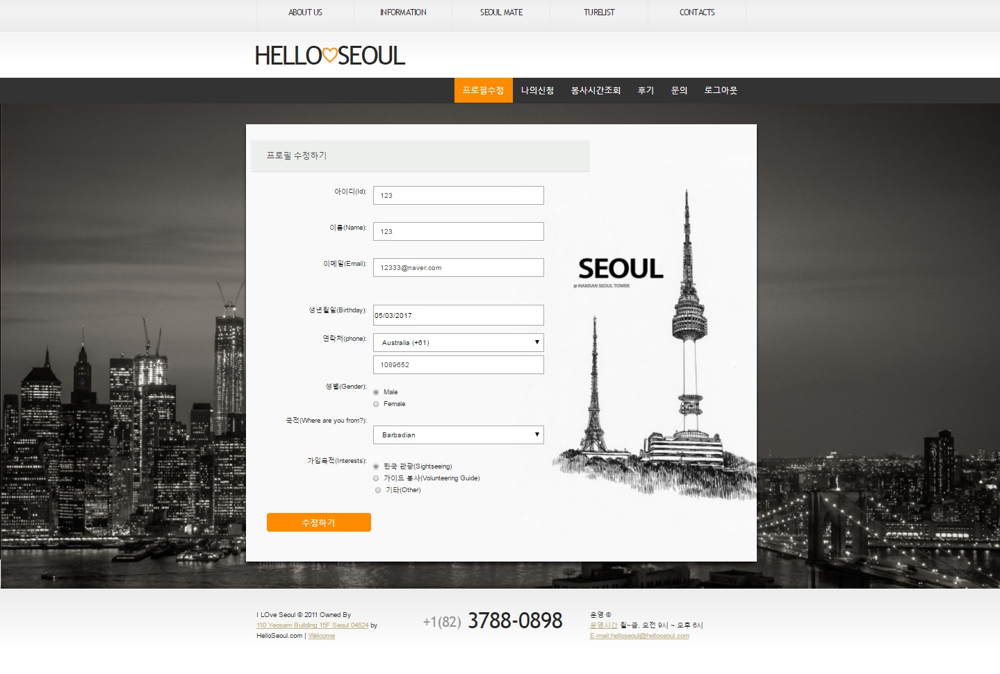 ABOUT US INFORMATION SEOUL MATE TURELIST CONTACTS
HELLO♡SEOUL
프로필수정 나의신청 봉사시간조회 후기 문의 로그아웃
프로필 수정하기
아이디(Id): 123
이름(Name): 123
이메일(Email): 12333@naver.com
SEOUL
@ NAMSAN SEOUL TOWER
생년월일(Birthday): 05/03/2017
연락처(phone): Australia (+61)
1089652
성별(Gender): Male
Female
국적(Where are you from?):
Barbadian
가입목적(Interests):
한국 관광(Sightseeing)
가이드 봉사(Volunteering Guide)
기타(Other)
수정하기
I LOve Seoul © 2011 Owned By
110 Yeosam Building 15F Seoul 04524 by
HelloSeoul.com | Welcome
+1(82) 3788-0898
운영 ©
운영시간 월~금, 오전 9시 ~ 오후 6시
E-mail:helloseoul@helloseoul.com